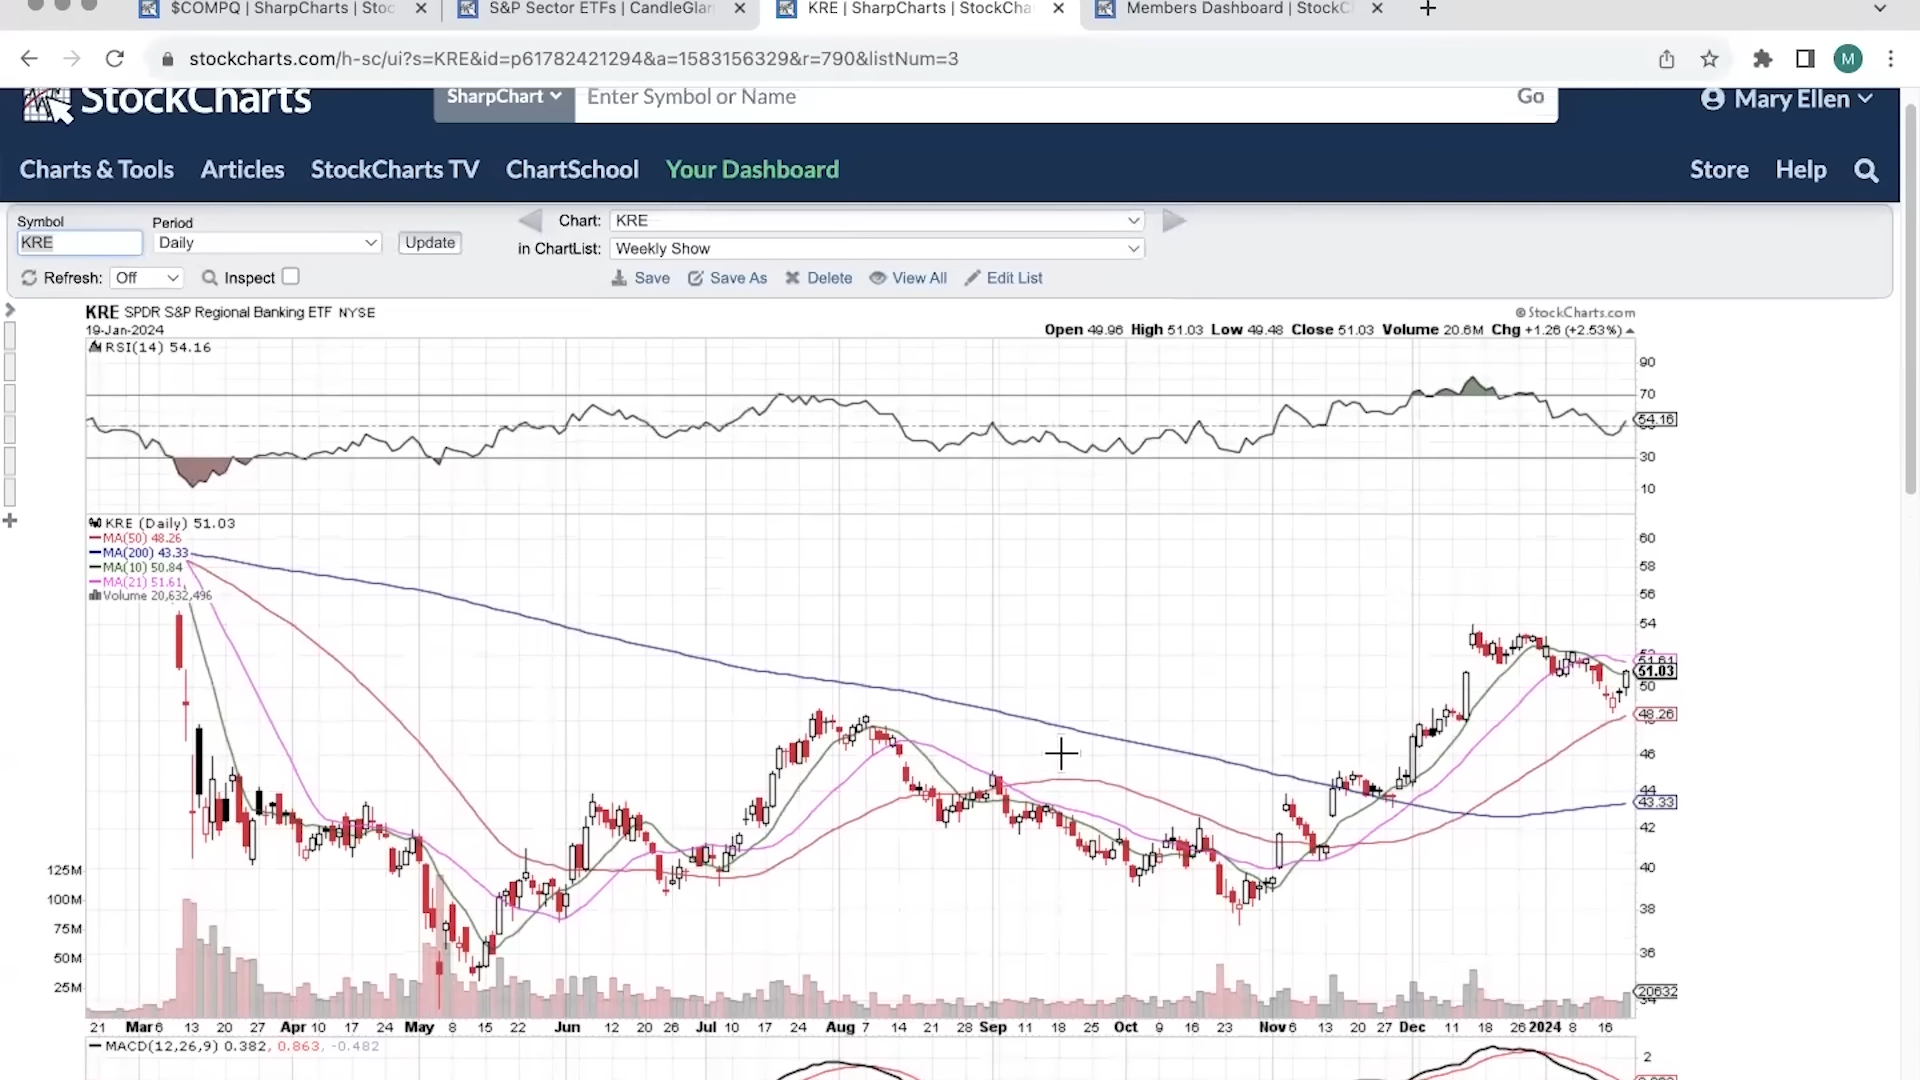 $COMPQ | SharpCharts | Stoc
S&P Sector ETFs | CandleGlan
KRE | SharpCharts | StockCha
Members Dashboard | StockC
stockcharts.com/h-sc/ui?s=KRE&id=p61782421294&a=1583156329&r=790&listNum=3
M
StockCharts
SharpChart
Enter Symbol or Name
Go
Mary Ellen
Charts & Tools Articles StockCharts TV ChartSchool Your Dashboard
Store Help
Symbol
Period
KRE
Daily
Update
Chart: KRE
in ChartList: Weekly Show
Refresh: Off
Inspect
Save Save As Delete View All Edit List
KRE SPDR S&P Regional Banking ETF NYSE
© StockCharts.com
19-Jan-2024
Open 49.96 High 51.03 Low 49.48 Close 51.03 Volume 20.6M Chg +1.26 (+2.53%)
RSI(14) 54.16
90
70
54.16
30
10
KRE (Daily) 51.03
MA(50) 48.26
MA(200) 43.33
MA(10) 50.84
MA(21) 51.61
Volume 20,632,496
60
58
56
54
51.61
51.03
50
48.26
46
44
43.33
42
40
38
36
34
20632
125M
100M
75M
50M
25M
21 Mar 6 13 20 27 Apr 10 17 24 May 8 15 22 Jun 12 20 26 Jul 10 17 24 Aug 7 14 21 28 Sep 11 18 25 Oct 9 16 23 Nov 6 13 20 27 Dec 11 18 26 2024 8 16
MACD(12,26,9) 0.382, 0.863, -0.482
2